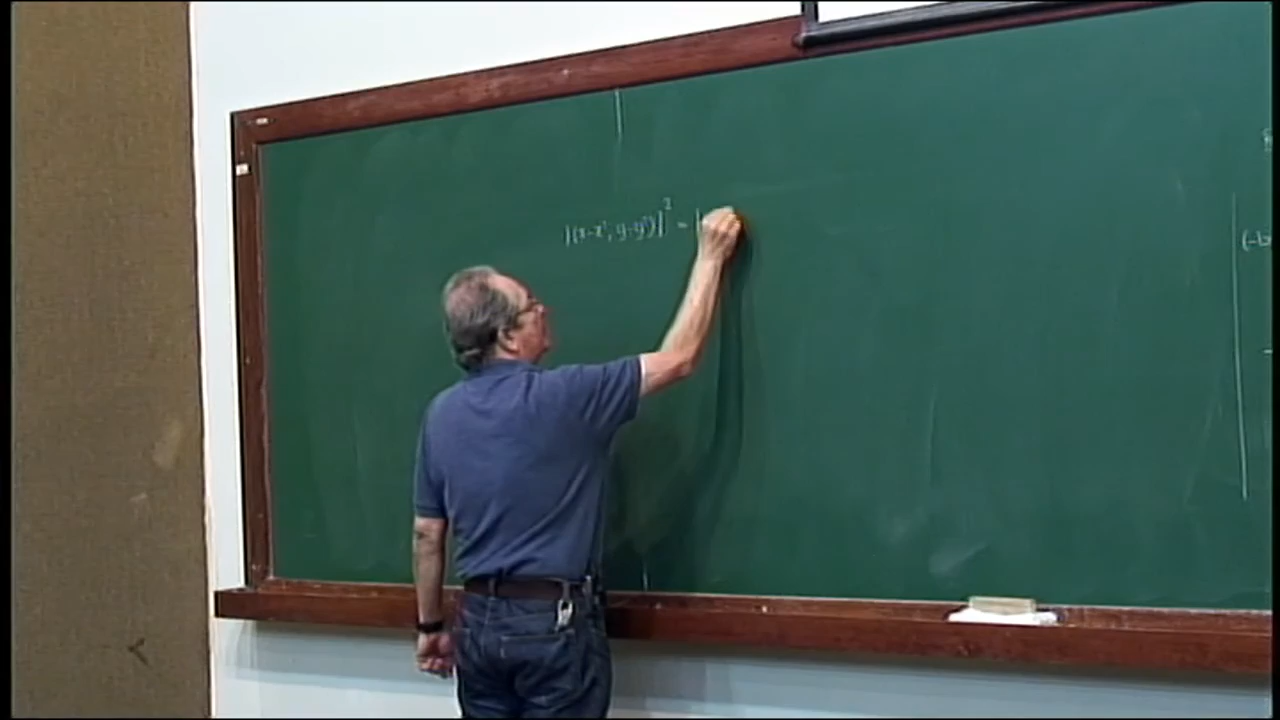 |(x-x', y-y')|² = |
(-b